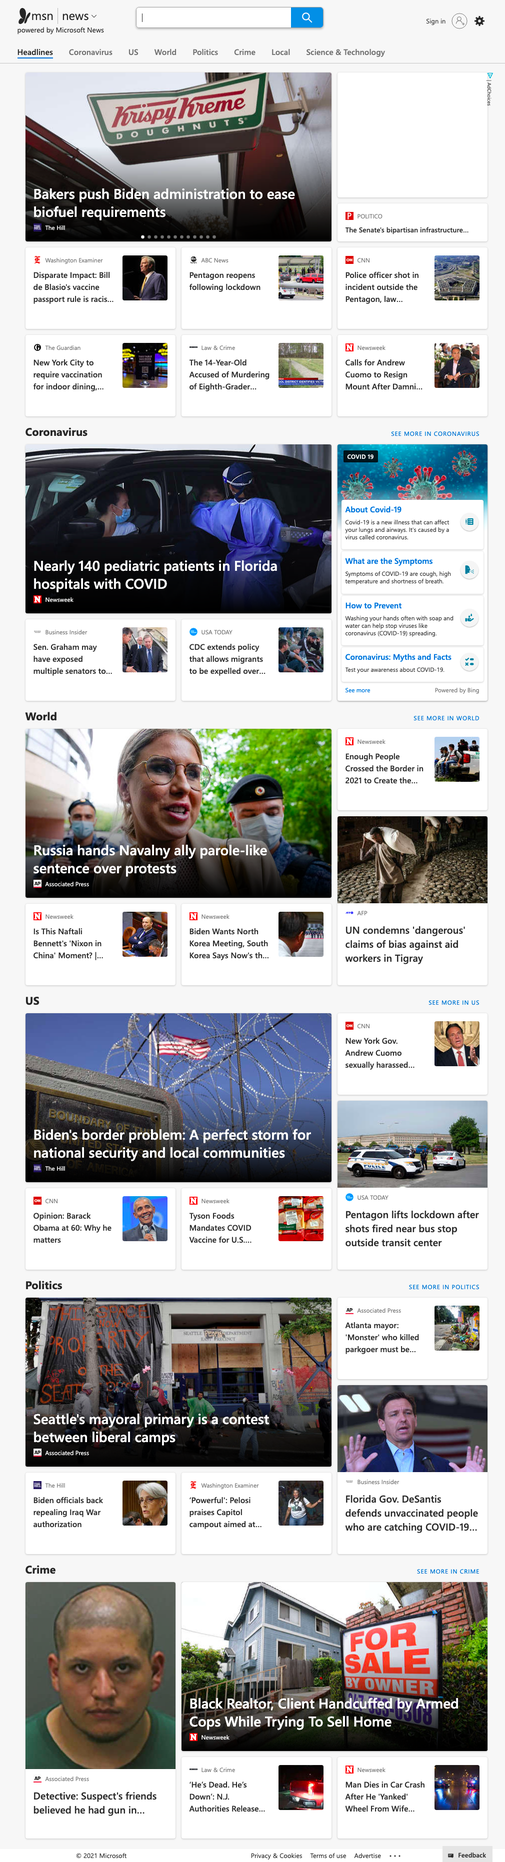 msn | news
powered by Microsoft News
Sign in
Headlines Coronavirus US World Politics Crime Local Science & Technology
Krispy Kreme
DOUGHNUTS
Bakers push Biden administration to ease
biofuel requirements
The Hill
AdChoices
POLITICO
The Senate's bipartisan infrastructure...
Washington Examiner
Disparate Impact: Bill
de Blasio's vaccine
passport rule is racis...
ABC News
Pentagon reopens
following lockdown
CNN
Police officer shot in
incident outside the
Pentagon, law...
The Guardian
New York City to
require vaccination
for indoor dining,...
Law & Crime
The 14-Year-Old
Accused of Murdering
of Eighth-Grader...
Newsweek
Calls for Andrew
Cuomo to Resign
Mount After Damni...
Coronavirus
SEE MORE IN CORONAVIRUS
Nearly 140 pediatric patients in Florida
hospitals with COVID
Newsweek
COVID 19
About Covid-19
Covid-19 is a new illness that can affect
your lungs and airways. It's caused by a
virus called coronavirus.
What are the Symptoms
Symptoms of COVID-19 are cough, high
temperature and shortness of breath.
How to Prevent
Washing your hands often with soap and
water can help stop viruses like
coronavirus (COVID-19) spreading.
Coronavirus: Myths and Facts
Test your awareness about COVID-19.
See more
Powered by Bing
Business Insider
Sen. Graham may
have exposed
multiple senators to...
USA TODAY
CDC extends policy
that allows migrants
to be expelled over...
World
SEE MORE IN WORLD
Russia hands Navalny ally parole-like
sentence over protests
Associated Press
Newsweek
Enough People
Crossed the Border in
2021 to Create the...
AFP
UN condemns 'dangerous'
claims of bias against aid
workers in Tigray
Newsweek
Is This Naftali
Bennett's 'Nixon in
China' Moment? |...
Newsweek
Biden Wants North
Korea Meeting, South
Korea Says Now's th...
US
SEE MORE IN US
BOUNDARY OF THE
UNITED STATES
OF AMERICA
Biden's border problem: A perfect storm for
national security and local communities
The Hill
CNN
New York Gov.
Andrew Cuomo
sexually harassed...
USA TODAY
Pentagon lifts lockdown after
shots fired near bus stop
outside transit center
CNN
Opinion: Barack
Obama at 60: Why he
matters
Newsweek
Tyson Foods
Mandates COVID
Vaccine for U.S....
Politics
SEE MORE IN POLITICS
Seattle's mayoral primary is a contest
between liberal camps
Associated Press
Associated Press
Atlanta mayor:
'Monster' who killed
parkgoer must be...
Business Insider
Florida Gov. DeSantis
defends unvaccinated people
who are catching COVID-19...
The Hill
Biden officials back
repealing Iraq War
authorization
Washington Examiner
'Powerful': Pelosi
praises Capitol
campout aimed at...
Crime
SEE MORE IN CRIME
Associated Press
Detective: Suspect's friends
believed he had gun in...
FOR
SALE
BY OWNER
Black Realtor, Client Handcuffed by Armed
Cops While Trying To Sell Home
Newsweek
Law & Crime
'He's Dead. He's
Down': N.J.
Authorities Release...
Newsweek
Man Dies in Car Crash
After He 'Yanked'
Wheel From Wife...
© 2021 Microsoft
Privacy & Cookies Terms of use Advertise ...
Feedback